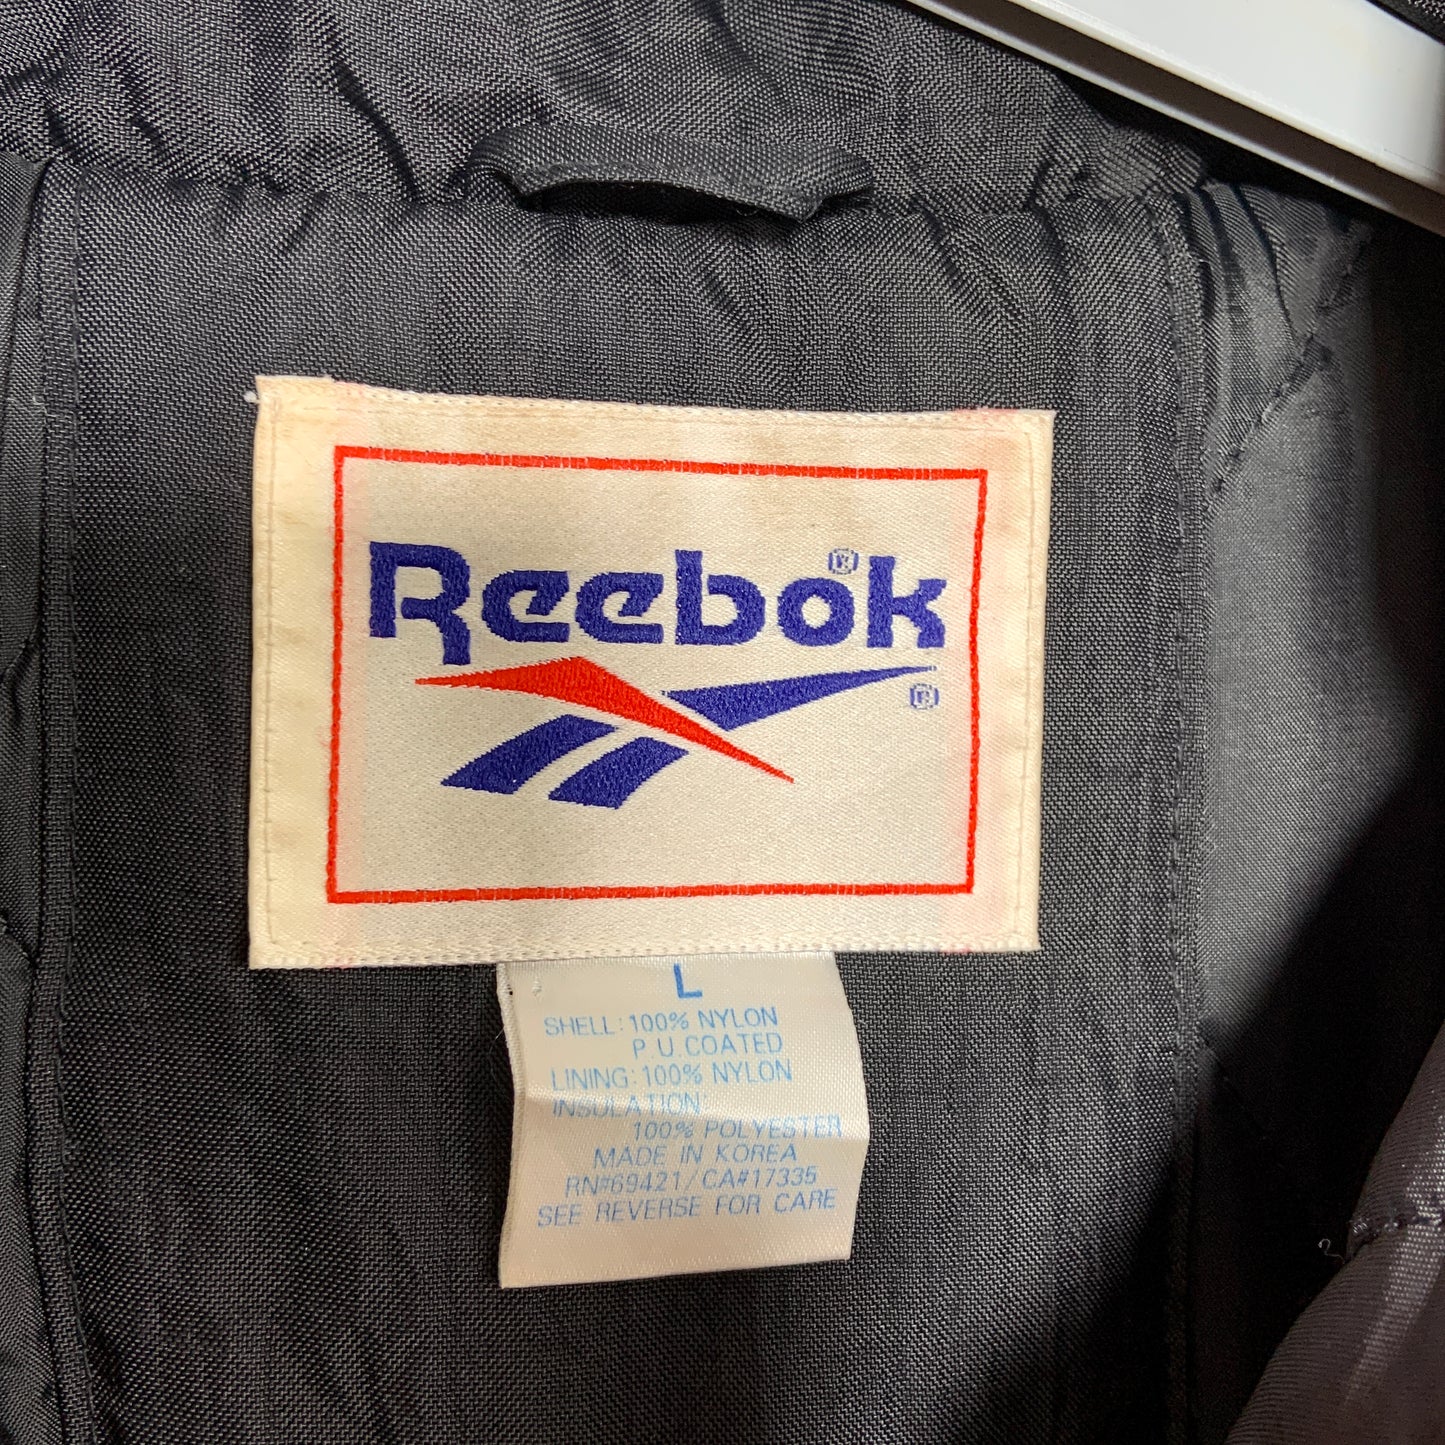 Reebok®
®
L
SHELL: 100% NYLON
P.U.COATED
LINING: 100% NYLON
INSULATION:
100% POLYESTER
MADE IN KOREA
RN#69421/CA#17335
SEE REVERSE FOR CARE